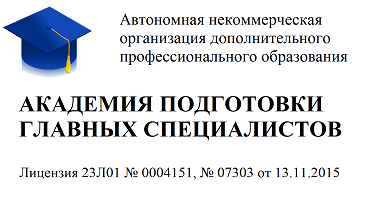 Автономная некоммерческая
организация дополнительного
профессионального образования
АКАДЕМИЯ ПОДГОТОВКИ
ГЛАВНЫХ СПЕЦИАЛИСТОВ
Лицензия 23Л01 № 0004151, № 07303 от 13.11.2015